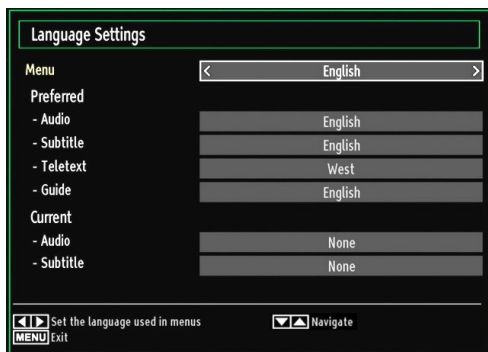 Language Settings
Menu < English >
Preferred
- Audio English
- Subtitle English
- Teletext West
- Guide English
Current
- Audio None
- Subtitle None
Set the language used in menus Navigate
MENU Exit